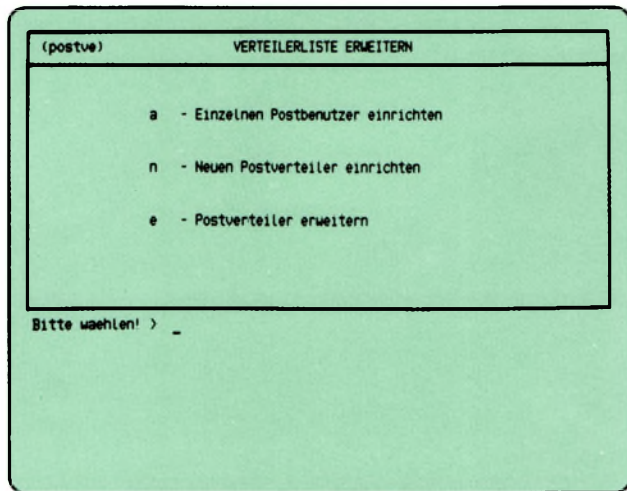 (postve) VERTEILERLISTE ERWEITERN
a - Einzelnen Postbenutzer einrichten
n - Neuen Postverteiler einrichten
e - Postverteiler erweitern
Bitte waehlen! > _